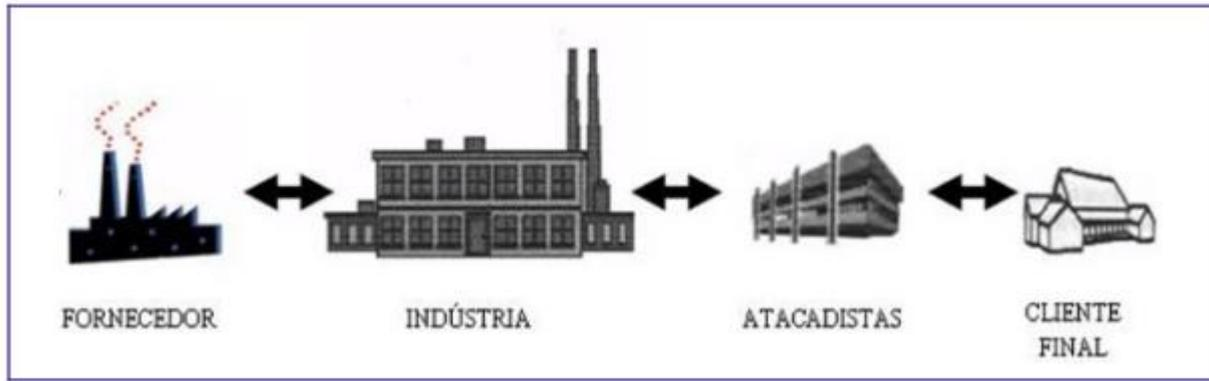 FORNECEDOR
INDÚSTRIA
ATACADISTAS
CLIENTE
FINAL